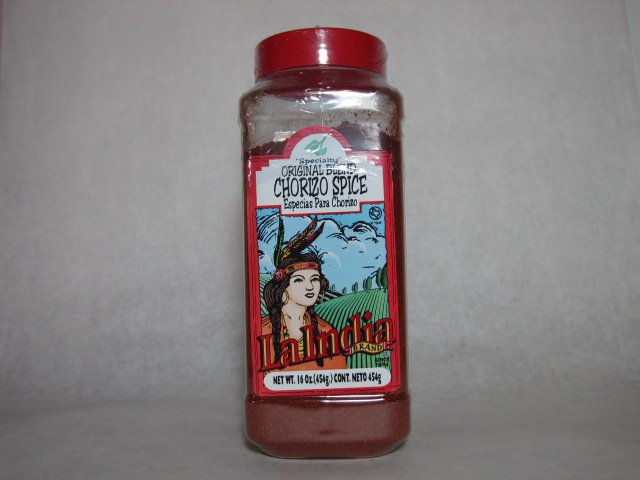 "Specialty"
ORIGINAL BLEND
CHORIZO SPICE
Especias Para Chorizo
La India
BRAND
NET WT. 16 Oz.(454g.) CONT. NETO 454g